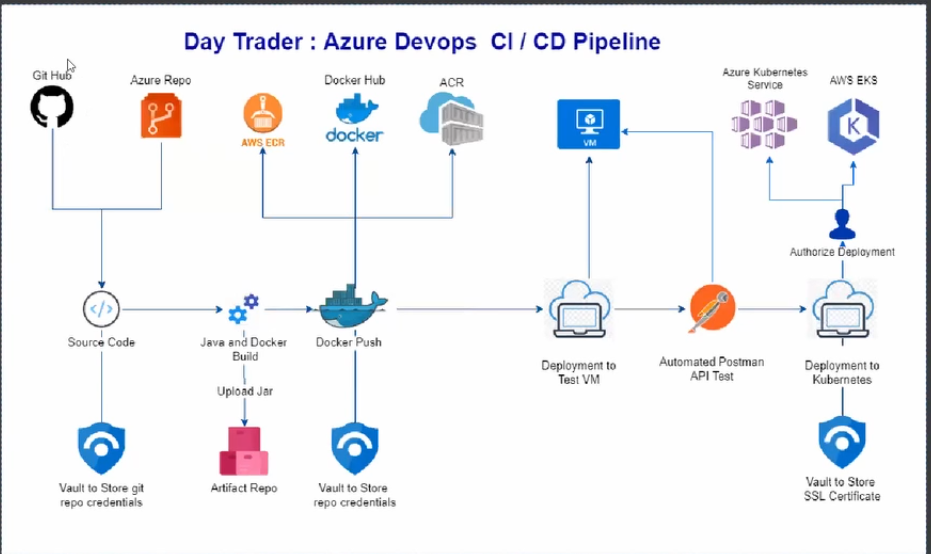 Day Trader : Azure Devops CI / CD Pipeline
Git Hub
Azure Repo
AWS ECR
Docker Hub
docker
ACR
VM
Azure Kubernetes
Service
AWS EKS
K
Authorize Deployment
</>
Source Code
Java and Docker
Build
Docker Push
Deployment to
Test VM
Automated Postman
API Test
Deployment to
Kubernetes
Upload Jar
Vault to Store git
repo credentials
Artifact Repo
Vault to Store
repo credentials
Vault to Store
SSL Certificate